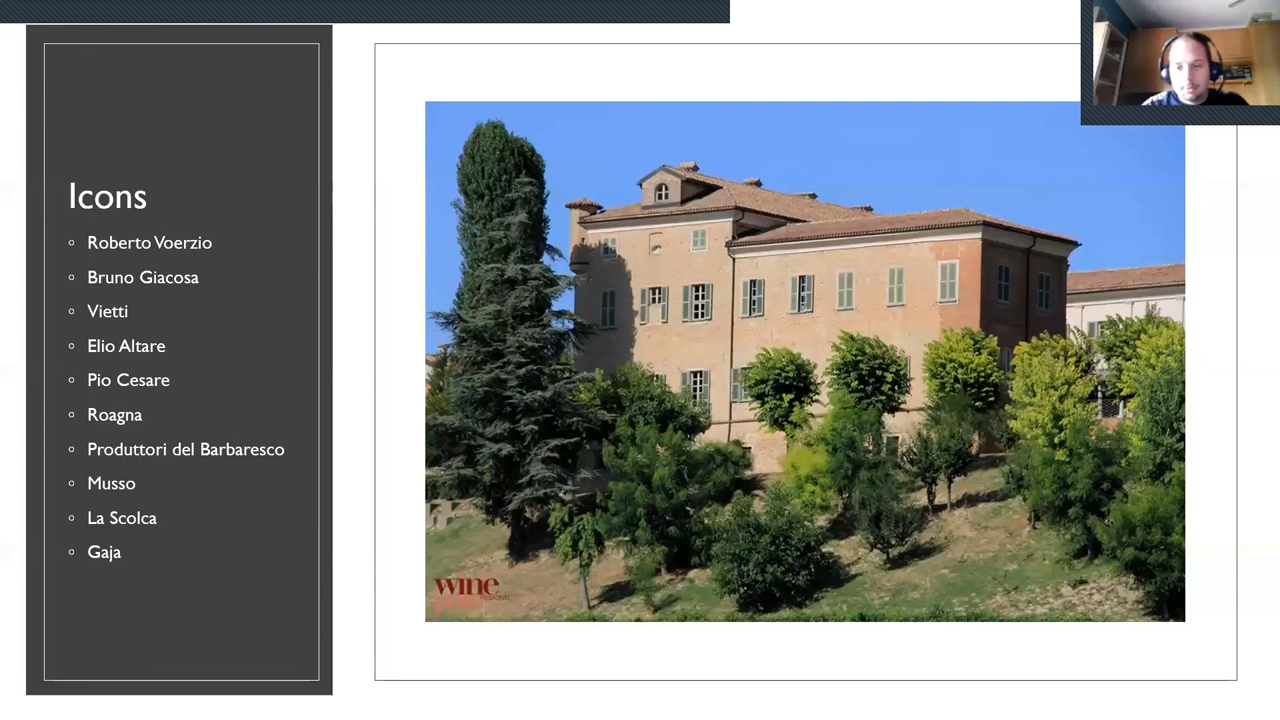 Icons
Roberto Voerzio
Bruno Giacosa
Vietti
Elio Altare
Pio Cesare
Roagna
Produttori del Barbaresco
Musso
La Scolca
Gaja
wine